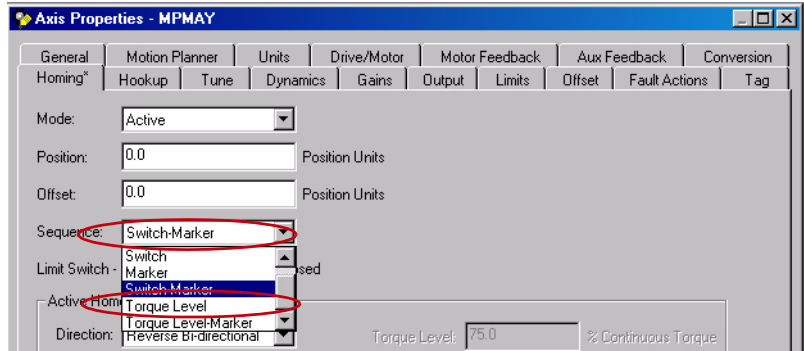 Axis Properties - MPMAY
General Motion Planner Units Drive/Motor Motor Feedback Aux Feedback Conversion
Homing* Hookup Tune Dynamics Gains Output Limits Offset Fault Actions Tag
Mode: Active
Position: 0.0 Position Units
Offset: 0.0 Position Units
Sequence: Switch-Marker
Switch
Limit Switch - sed
Marker
Switch-Marker
Active Hom
Torque Level
Torque Level-Marker
Direction: Reverse Bi-directional Torque Level: 75.0 % Continuous Torque